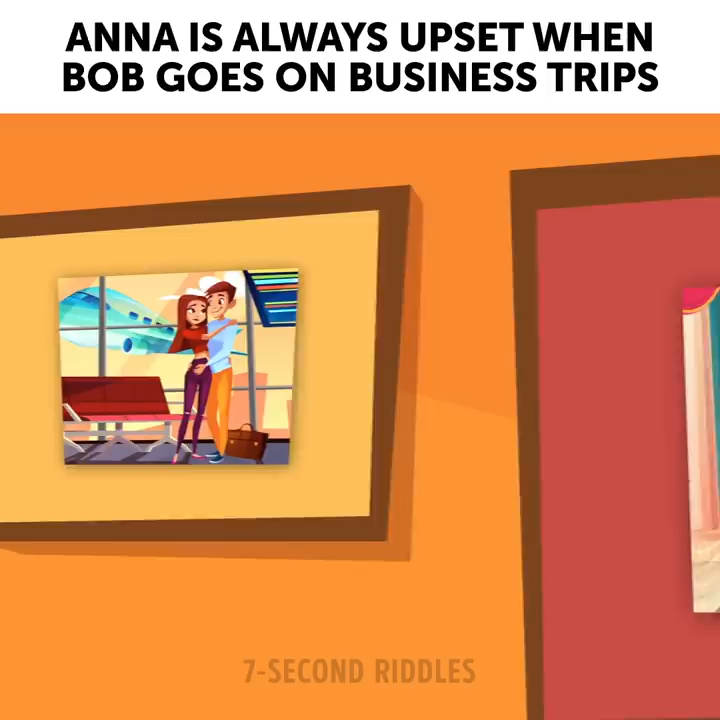 ANNA IS ALWAYS UPSET WHEN
BOB GOES ON BUSINESS TRIPS
7-SECOND RIDDLES